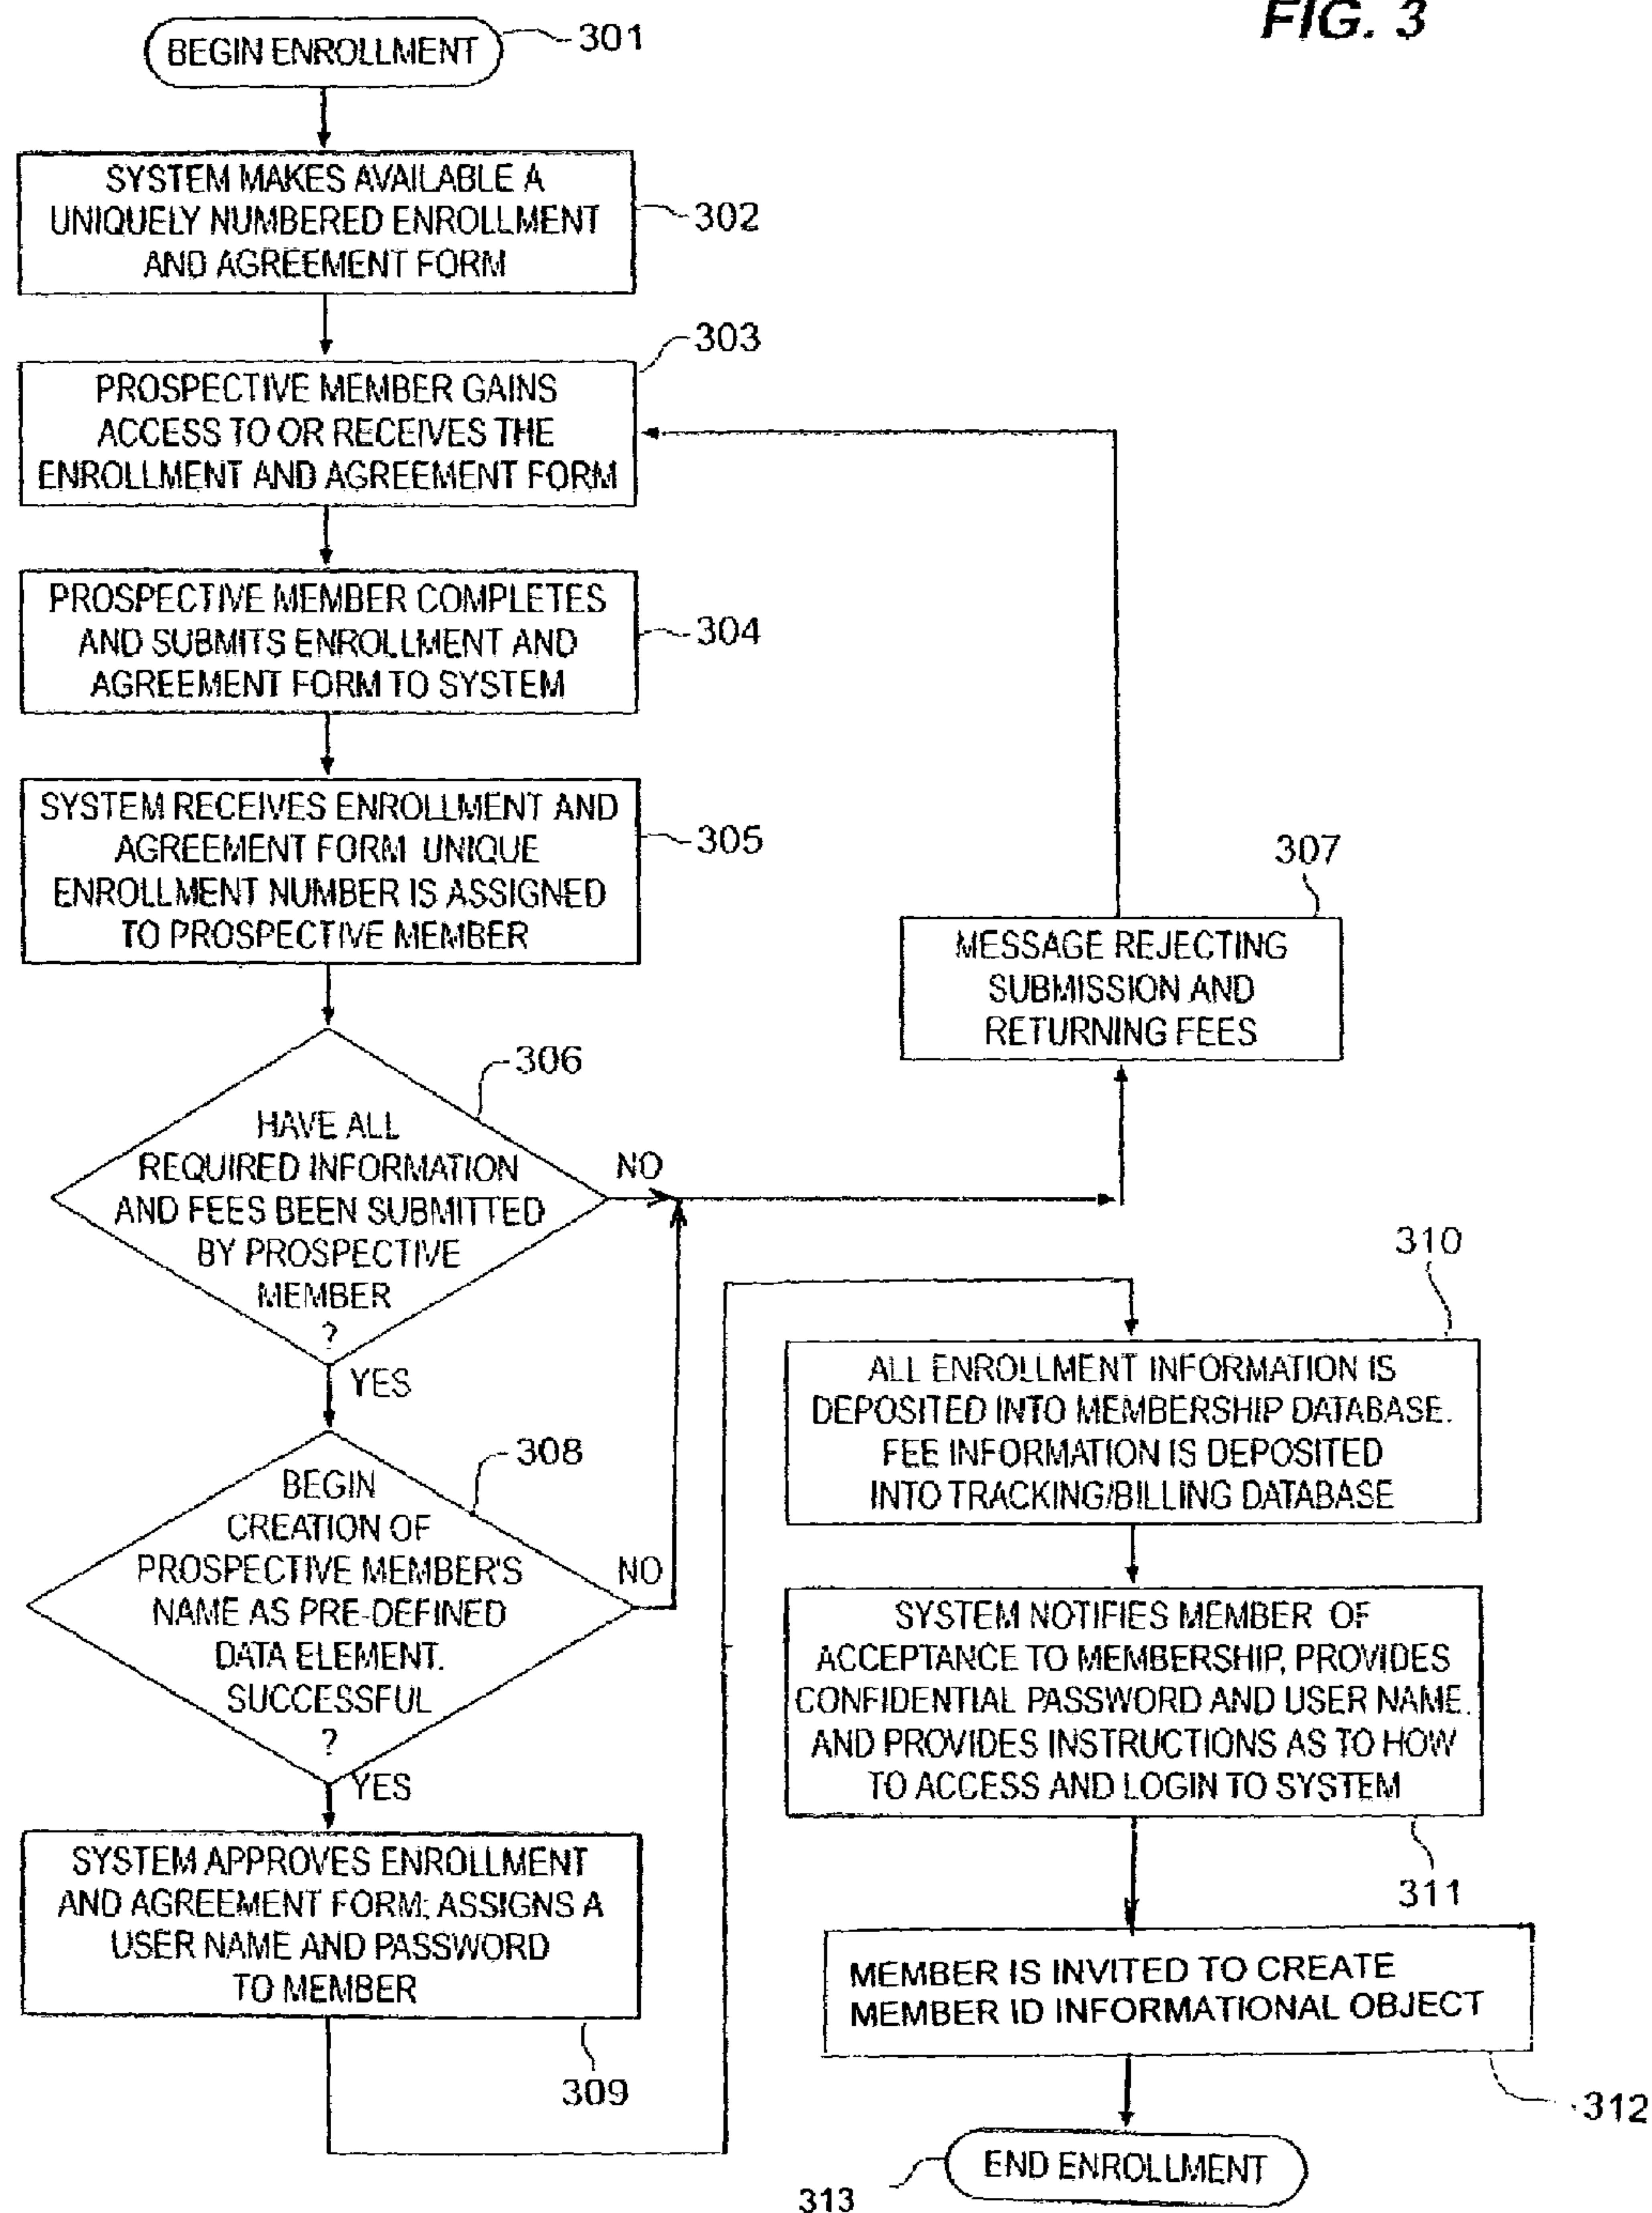 FIG. 3
BEGIN ENROLLMENT
301
SYSTEM MAKES AVAILABLE A
UNIQUELY NUMBERED ENROLLMENT
AND AGREEMENT FORM
302
303
PROSPECTIVE MEMBER GAINS
ACCESS TO OR RECEIVES THE
ENROLLMENT AND AGREEMENT FORM
PROSPECTIVE MEMBER COMPLETES
AND SUBMITS ENROLLMENT AND
AGREEMENT FORM TO SYSTEM
304
SYSTEM RECEIVES ENROLLMENT AND
AGREEMENT FORM UNIQUE
ENROLLMENT NUMBER IS ASSIGNED
TO PROSPECTIVE MEMBER
305
306
HAVE ALL
REQUIRED INFORMATION
AND FEES BEEN SUBMITTED
BY PROSPECTIVE
MEMBER
?
NO
YES
307
MESSAGE REJECTING
SUBMISSION AND
RETURNING FEES
308
BEGIN
CREATION OF
PROSPECTIVE MEMBER'S
NAME AS PRE-DEFINED
DATA ELEMENT.
SUCCESSFUL
?
NO
YES
SYSTEM APPROVES ENROLLMENT
AND AGREEMENT FORM; ASSIGNS A
USER NAME AND PASSWORD
TO MEMBER
309
310
ALL ENROLLMENT INFORMATION IS
DEPOSITED INTO MEMBERSHIP DATABASE.
FEE INFORMATION IS DEPOSITED
INTO TRACKING/BILLING DATABASE
SYSTEM NOTIFIES MEMBER OF
ACCEPTANCE TO MEMBERSHIP, PROVIDES
CONFIDENTIAL PASSWORD AND USER NAME,
AND PROVIDES INSTRUCTIONS AS TO HOW
TO ACCESS AND LOGIN TO SYSTEM
311
MEMBER IS INVITED TO CREATE
MEMBER ID INFORMATIONAL OBJECT
312
END ENROLLMENT
313